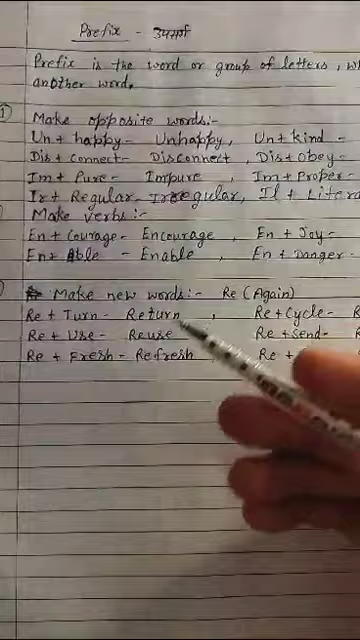 Prefix - उपसर्ग
Prefix is the word or group of letters, w
another word.
1 Make opposite words:-
Un + happy - Unhappy, Un + kind -
Dis + connect - Disconnect, Dis + Obey -
Im + Pure - Impure, Im + Proper -
Ir + Regular - Irregular, Il + Litera
Make verbs:-
En + Courage - Encourage, En + Joy -
En + Able - Enable, En + Danger -
Make new words:- Re (Again)
Re + Turn - Return, Re + Cycle - R
Re + Use - Reuse Re + Send - R
Re + Fresh - Refresh Re +